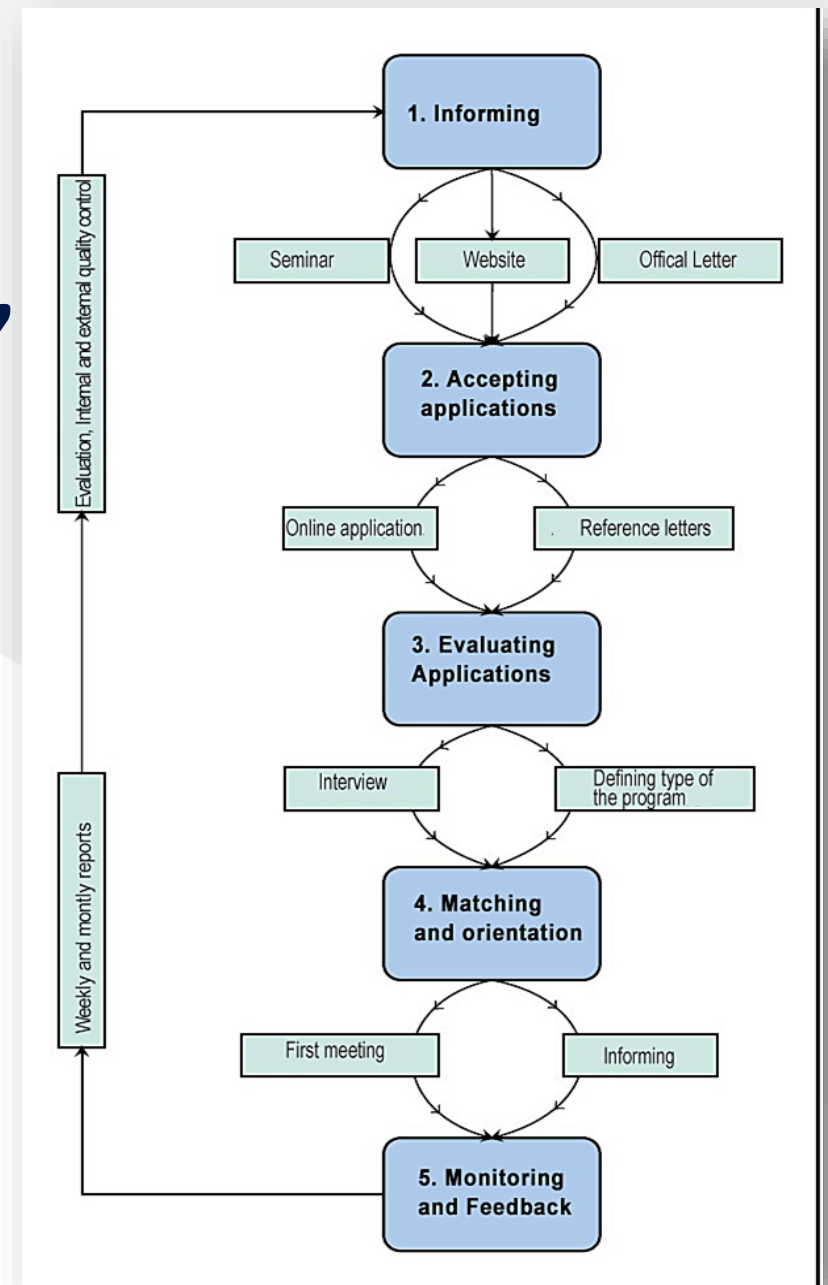 1. Informing
Seminar
Website
Offical Letter
2. Accepting
applications
Online application
Reference letters
3. Evaluating
Applications
Interview
Defining type of
the program
4. Matching
and orientation
First meeting
Informing
5. Monitoring
and Feedback
Weekly and montly reports
Evaluation, Internal and external quality control